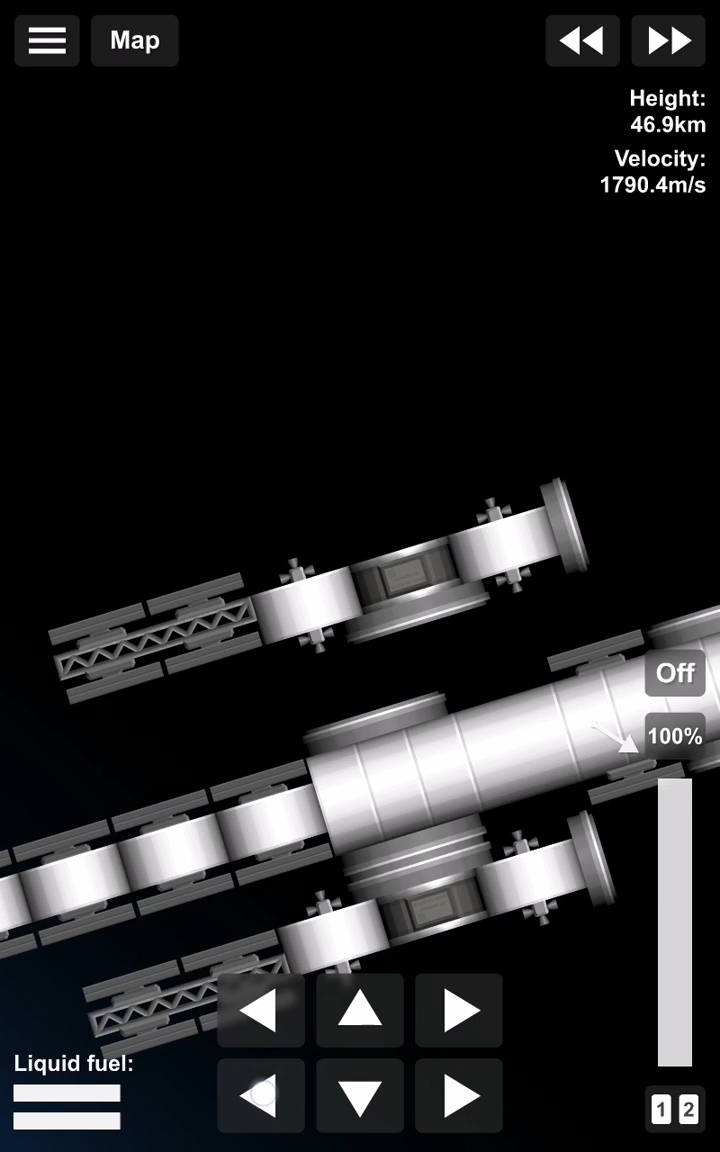 Map
Height:
46.9km
Velocity:
1790.4m/s
Off
100%
Liquid fuel:
1 2